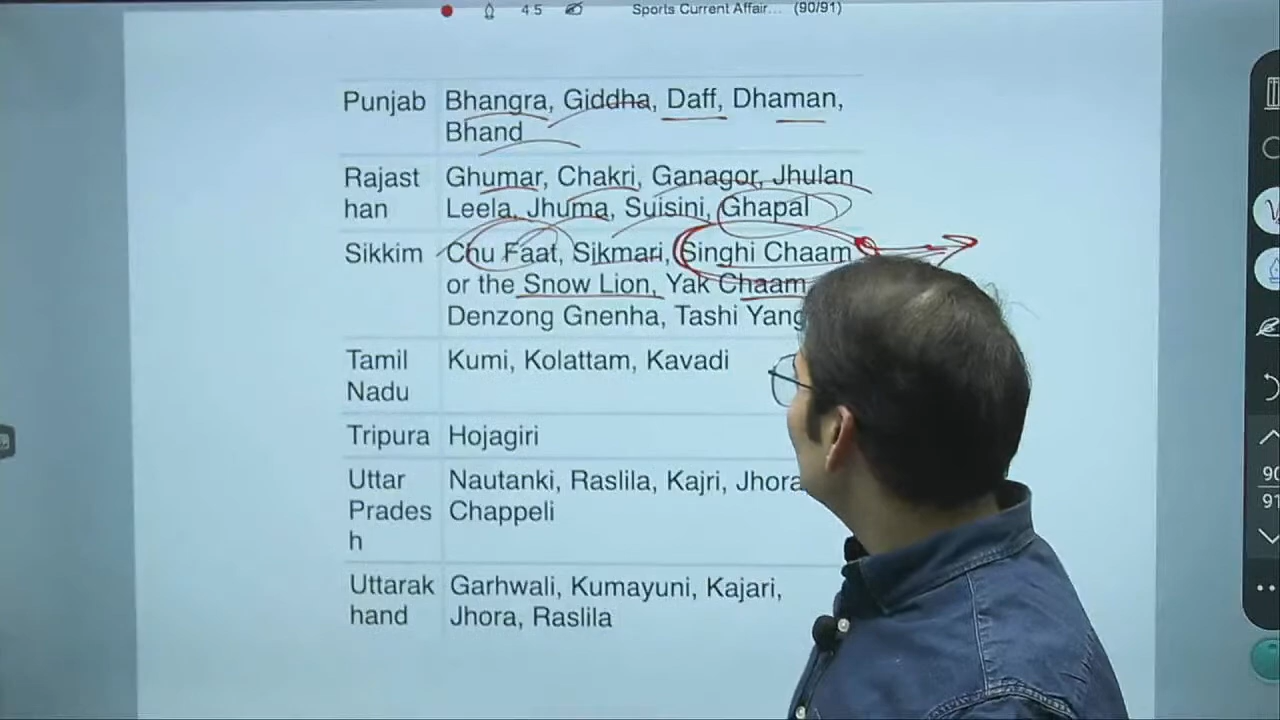 45 Sports Current Affair... (90/91)
Punjab Bhangra, Giddha, Daff, Dhaman,
Bhand
Rajast Ghumar, Chakri, Ganagor, Jhulan
han Leela, Jhuma, Suisini, Ghapal
Sikkim Chu Faat, Sikmari, Singhi Chaam
or the Snow Lion, Yak Chaam
Denzong Gnenha, Tashi Yang
Tamil Kumi, Kolattam, Kavadi
Nadu
Tripura Hojagiri
Uttar Nautanki, Raslila, Kajri, Jhora
Prades Chappeli
h
Uttarak Garhwali, Kumayuni, Kajari,
hand Jhora, Raslila
90
91